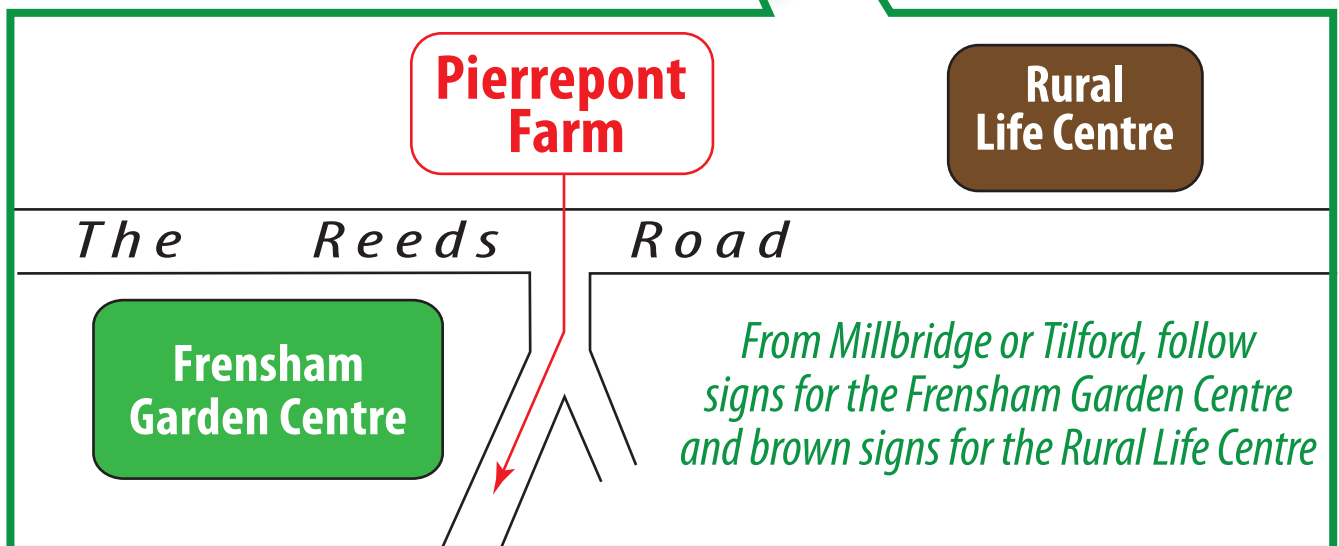 Pierrepont
Farm
Rural
Life Centre
The Reeds Road
Frensham
Garden Centre
From Millbridge or Tilford, follow
signs for the Frensham Garden Centre
and brown signs for the Rural Life Centre